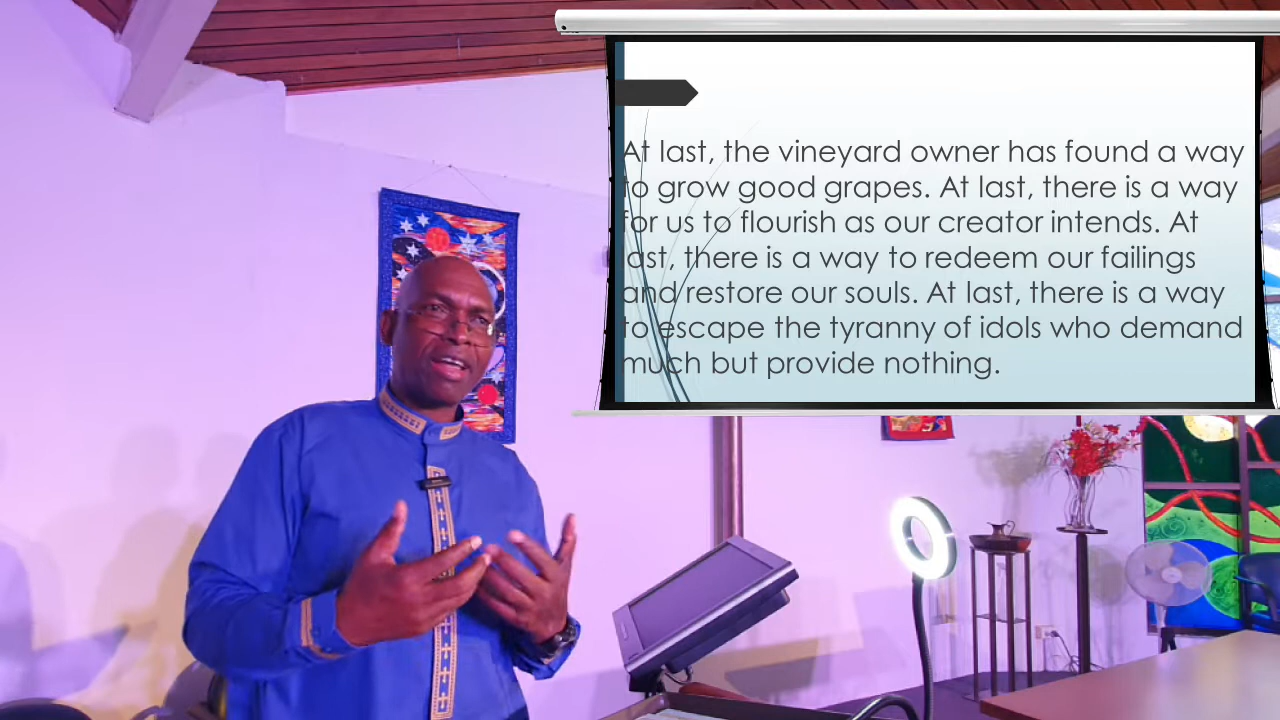 At last, the vineyard owner has found a way
to grow good grapes. At last, there is a way
for us to flourish as our creator intends. At
last, there is a way to redeem our failings
and restore our souls. At last, there is a way
to escape the tyranny of idols who demand
much but provide nothing.